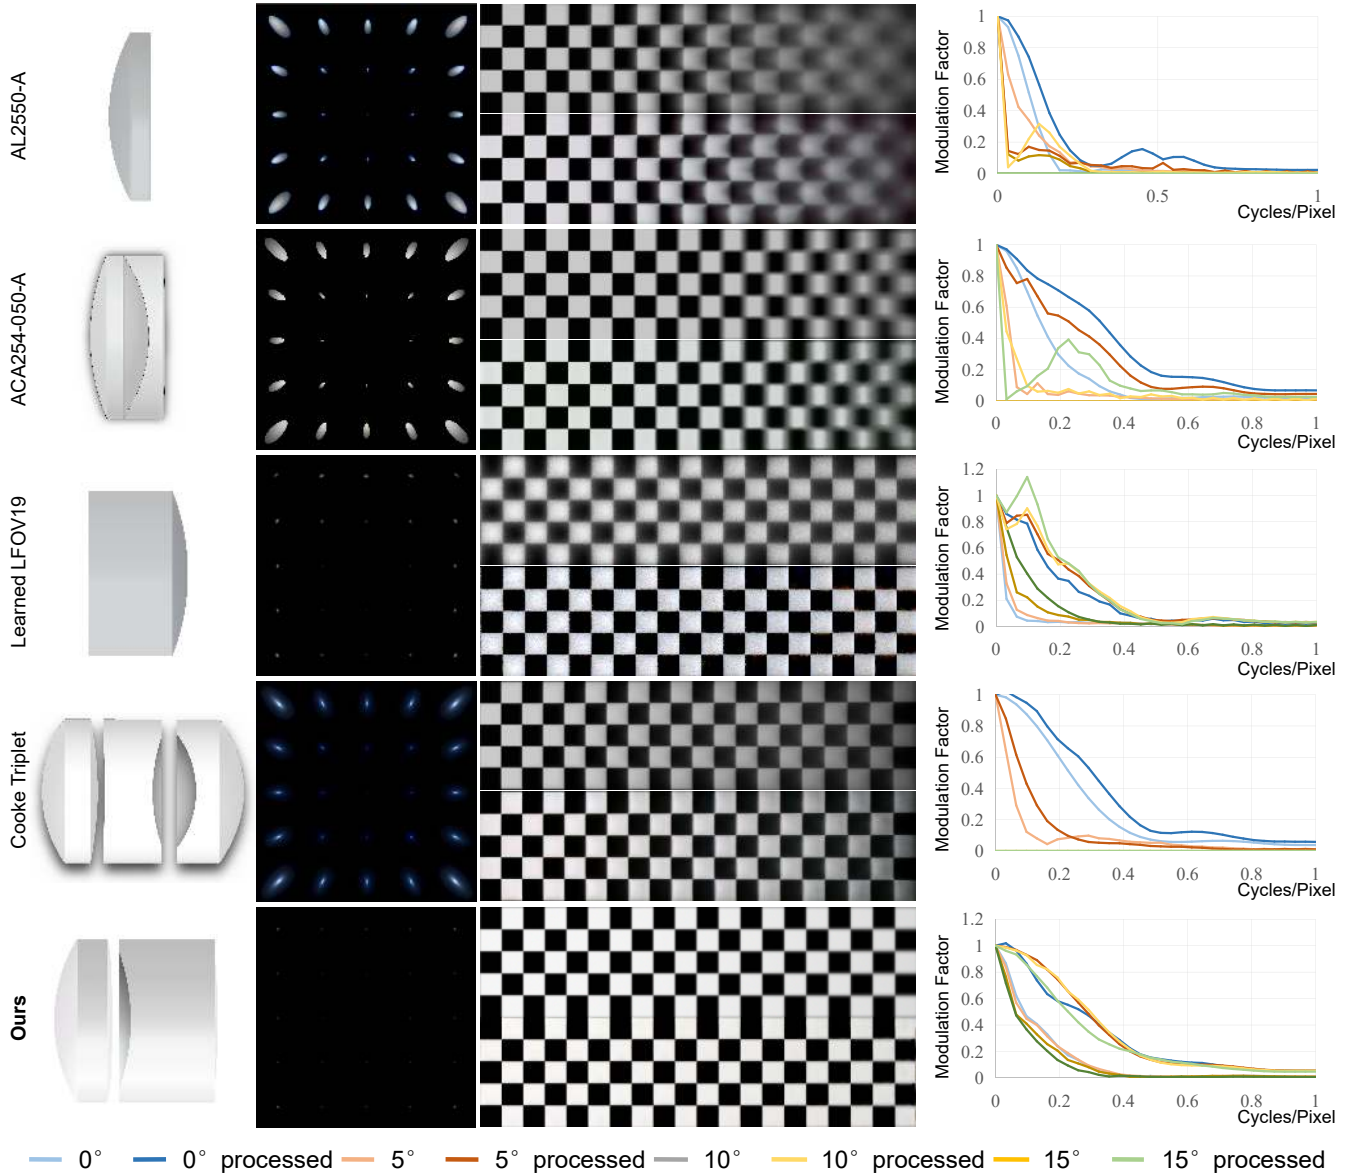 AL2550-A
Modulation Factor
1
0.8
0.6
0.4
0.2
0
0 0.5 1
Cycles/Pixel
ACA254-050-A
Modulation Factor
1
0.8
0.6
0.4
0.2
0
0 0.2 0.4 0.6 0.8 1
Cycles/Pixel
Learned LFOV19
Modulation Factor
1.2
1
0.8
0.6
0.4
0.2
0
0 0.2 0.4 0.6 0.8 1
Cycles/Pixel
Cooke Triplet
Modulation Factor
1
0.8
0.6
0.4
0.2
0
0 0.2 0.4 0.6 0.8 1
Cycles/Pixel
Ours
Modulation Factor
1.2
1
0.8
0.6
0.4
0.2
0
0 0.2 0.4 0.6 0.8 1
Cycles/Pixel
0° 0° processed 5° 5° processed 10° 10° processed 15° 15° processed